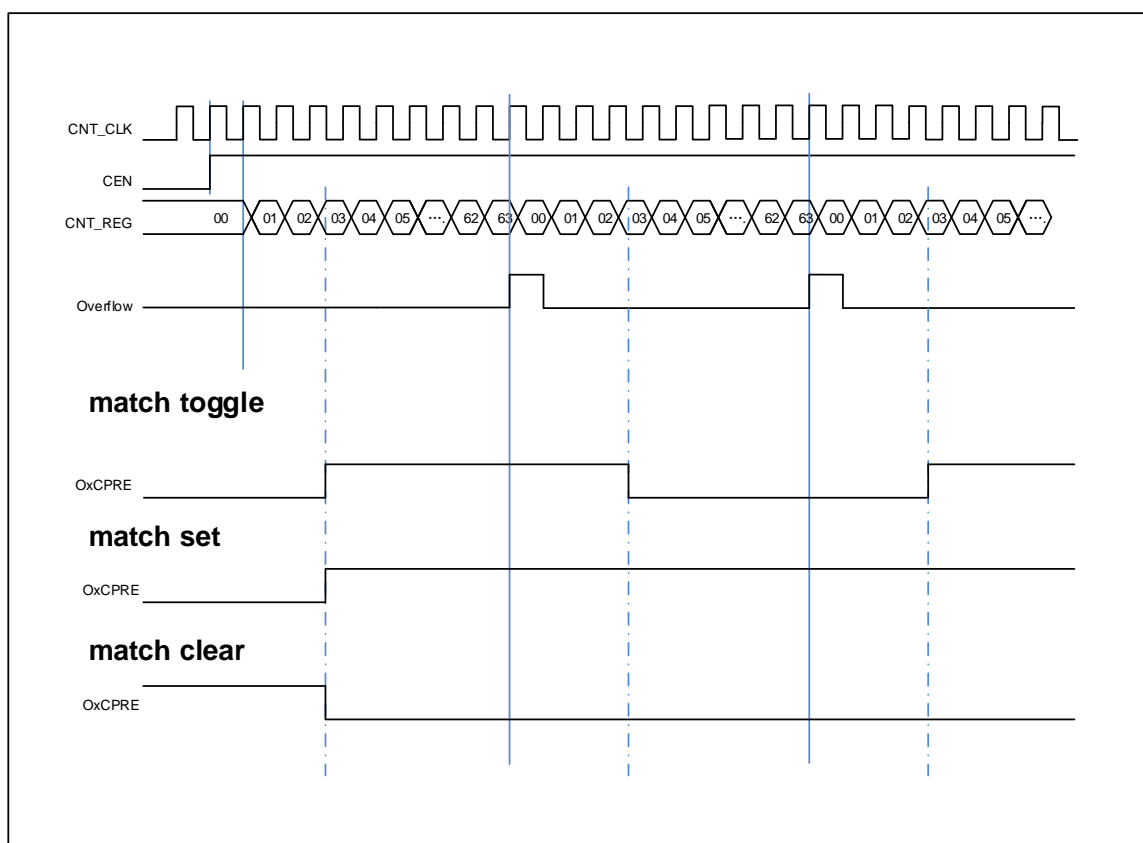 CNT_CLK
CEN
CNT_REG 00 01 02 03 04 05 …. 62 63 00 01 02 03 04 05 …. 62 63 00 01 02 03 04 05 ….
Overflow
match toggle
OxCPRE
match set
OxCPRE
match clear
OxCPRE